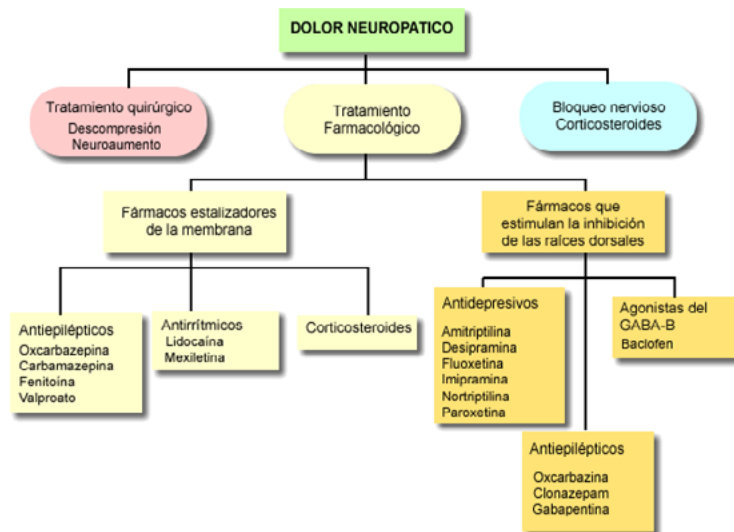 DOLOR NEUROPATICO
Tratamiento quirúrgico
Descompresión
Neuroaumento
Tratamiento
Farmacológico
Bloqueo nervioso
Corticosteroides
Fármacos estalizadores
de la membrana
Fármacos que
estimulan la inhibición
de las raíces dorsales
Antiepilépticos
Oxcarbazepina
Carbamazepina
Fenitoína
Valproato
Antirrítmicos
Lidocaína
Mexiletina
Corticosteroides
Antidepresivos
Amitriptilina
Desipramina
Fluoxetina
Imipramina
Nortriptilina
Paroxetina
Agonistas del
GABA-B
Baclofen
Antiepilépticos
Oxcarbazina
Clonazepam
Gabapentina